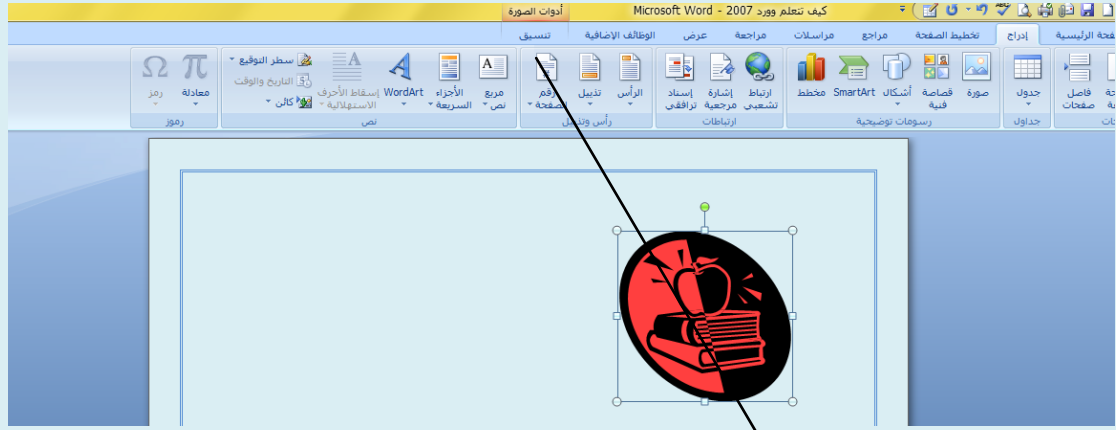 كيف تتعلم وورد 2007 - Microsoft Word
أدوات الصورة
فحة الرئيسية إدراج تخطيط الصفحة مراجع مراسلات مراجعة عرض الوظائف الإضافية تنسيق
فاصل صفحات
جدول
صورة
قصاصة فنية
أشكال
SmartArt
مخطط
ارتباط تشعبي
إشارة مرجعية
إسناد ترافقي
الرأس
تذييل
رقم الصفحة
مربع نص
الأجزاء السريعة
WordArt
إسقاط الأحرف الاستهلالية
سطر التوقيع
التاريخ والوقت
كائن
معادلة
رمز
جداول
رسومات توضيحية
ارتباطات
رأس وتذييل
نص
رموز